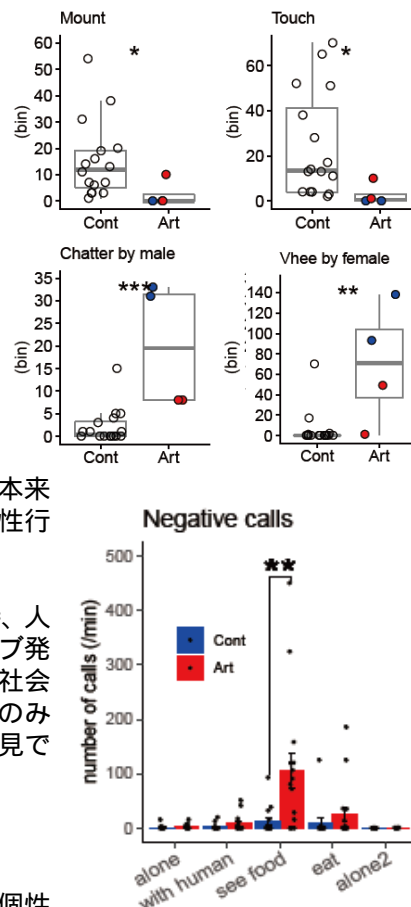 Mount
Touch
60
50
40
30
20
10
0
(bin)
*
Cont
Art
60
40
20
0
(bin)
*
Cont
Art
Chatter by male
Vhee by female
35
30
25
20
15
10
5
0
(bin)
***
Cont
Art
140
120
100
80
60
40
20
0
(bin)
**
Cont
Art
本来
性行
、人
ブ発
社会
のみ
見で
個性
Negative calls
500
400
300
200
100
0
number of calls (/min)
**
Cont
Art
alone
with human
see food
eat
alone2